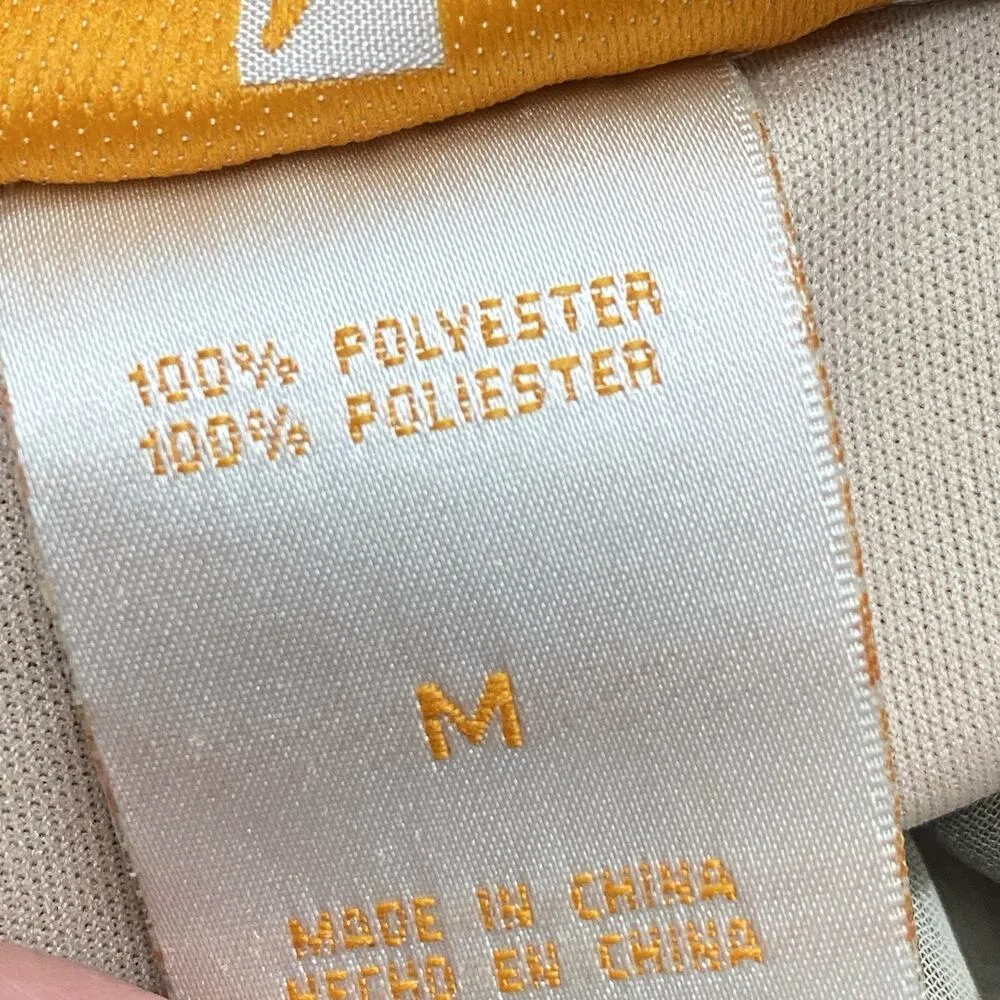 100% POLYESTER
100% POLIESTER
M
MADE IN CHINA
HECHO EN CHINA